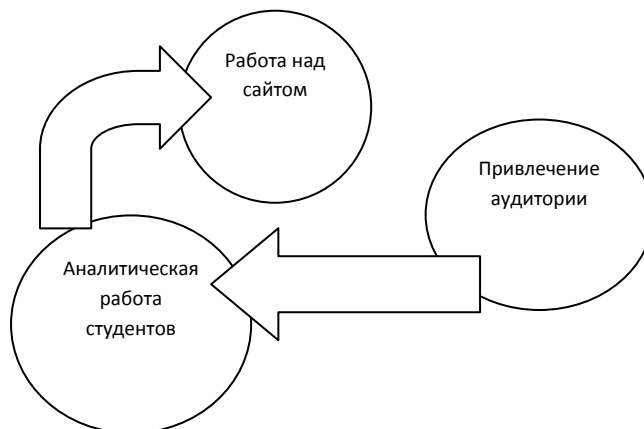 Работа над
сайтом
Привлечение
аудитории
Аналитическая
работа
студентов